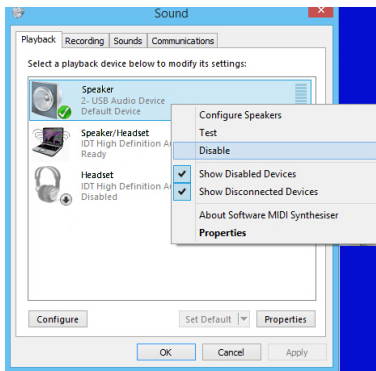 Sound
Playback Recording Sounds Communications
Select a playback device below to modify its settings:
Speaker
2- USB Audio Device
Default Device
Speaker/Headset
IDT High Definition
Ready
Headset
IDT High Definition
Disabled
Configure Speakers
Test
Disable
Show Disabled Devices
Show Disconnected Devices
About Software MIDI Synthesiser
Properties
Configure Set Default Properties
OK Cancel Apply